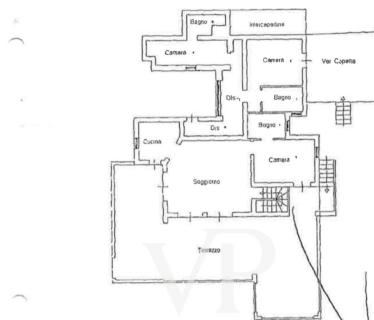 Bagno
Intercapedine
Camera
Camera
Ver Coperta
Dis
Bagno
Dis
Bagno
Cucina
Camera
Soggiorno
Terrazzo
VP